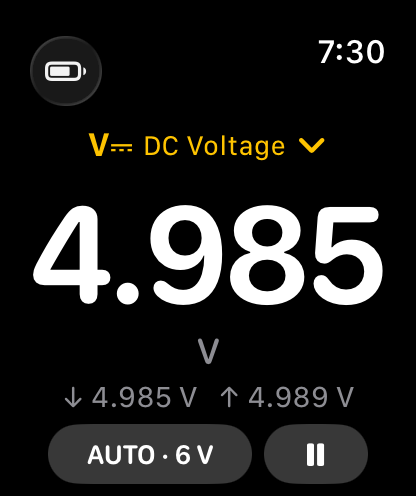 7:30
V⎓ DC Voltage
4.985
V
↓ 4.985 V ↑ 4.989 V
AUTO · 6 V